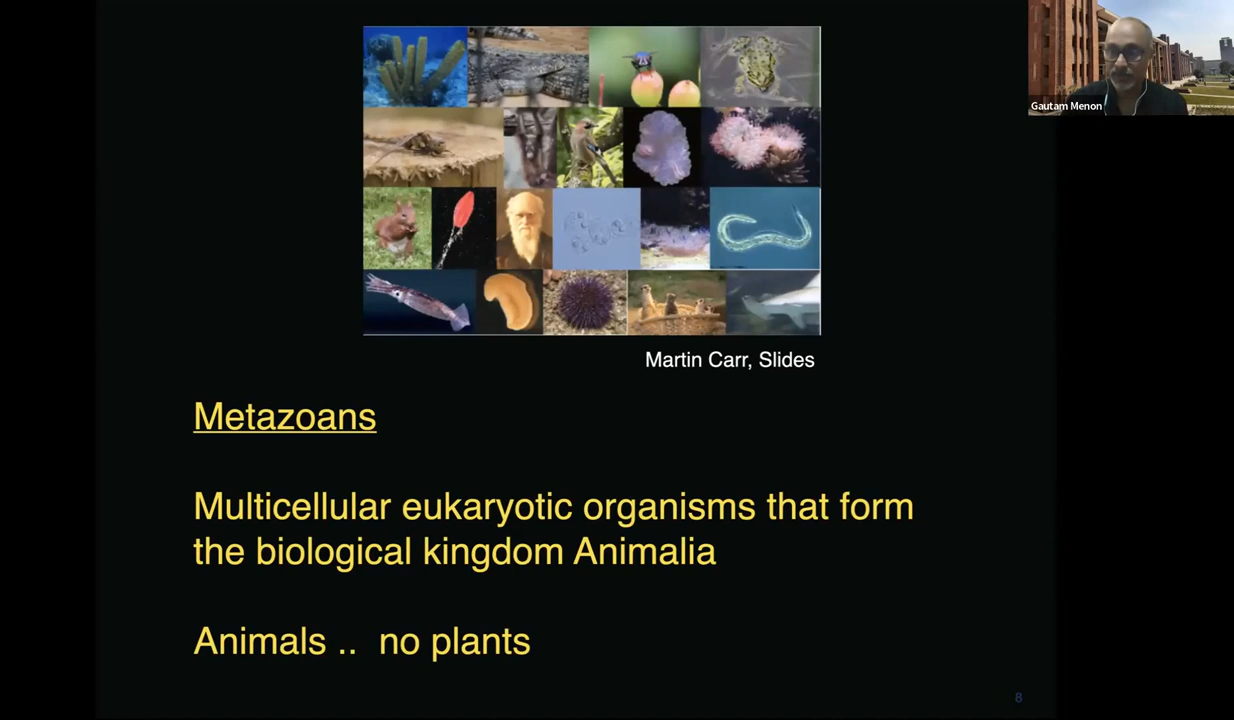 Gautam Menon
Martin Carr, Slides
Metazoans
Multicellular eukaryotic organisms that form
the biological kingdom Animalia
Animals .. no plants
8